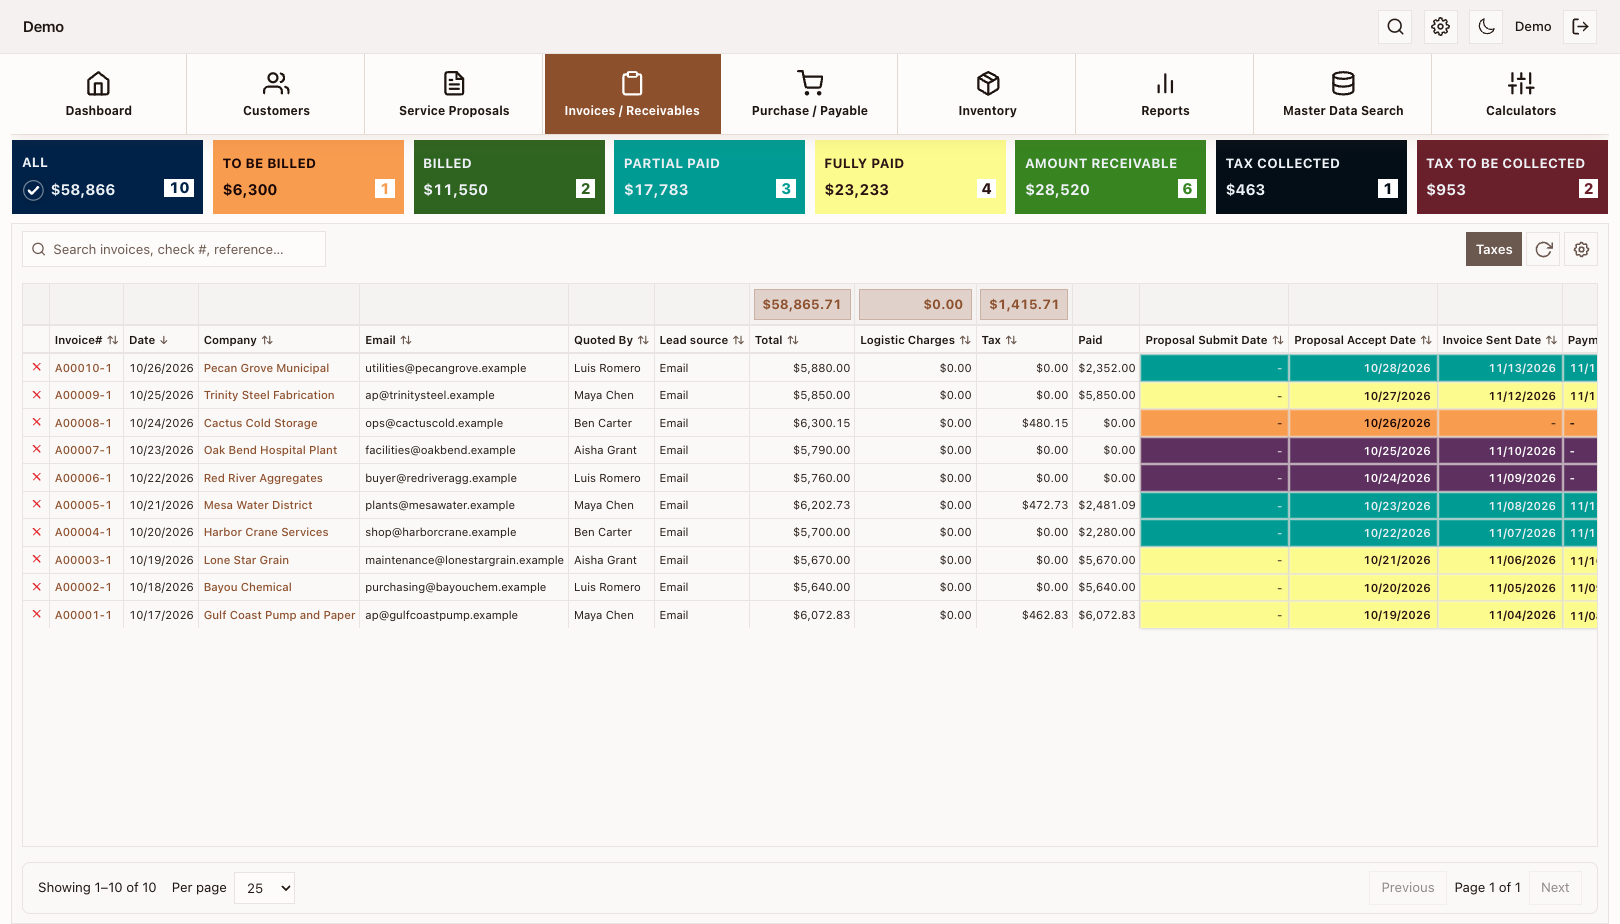 Demo
Demo
Dashboard
Customers
Service Proposals
Invoices / Receivables
Purchase / Payable
Inventory
Reports
Master Data Search
Calculators
ALL
$58,866 10
TO BE BILLED
$6,300 1
BILLED
$11,550 2
PARTIAL PAID
$17,783 3
FULLY PAID
$23,233 4
AMOUNT RECEIVABLE
$28,520 6
TAX COLLECTED
$463 1
TAX TO BE COLLECTED
$953 2
Search invoices, check #, reference...
Taxes
$58,865.71 $0.00 $1,415.71
Invoice# Date Company Email Quoted By Lead source Total Logistic Charges Tax Paid Proposal Submit Date Proposal Accept Date Invoice Sent Date Paym
A00010-1 10/26/2026 Pecan Grove Municipal utilities@pecangrove.example Luis Romero Email $5,880.00 $0.00 $0.00 $2,352.00 - 10/28/2026 11/13/2026 11/1
A00009-1 10/25/2026 Trinity Steel Fabrication ap@trinitysteel.example Maya Chen Email $5,850.00 $0.00 $0.00 $5,850.00 - 10/27/2026 11/12/2026 11/1
A00008-1 10/24/2026 Cactus Cold Storage ops@cactuscold.example Ben Carter Email $6,300.15 $0.00 $480.15 $0.00 - 10/26/2026 - -
A00007-1 10/23/2026 Oak Bend Hospital Plant facilities@oakbend.example Aisha Grant Email $5,790.00 $0.00 $0.00 $0.00 - 10/25/2026 11/10/2026 -
A00006-1 10/22/2026 Red River Aggregates buyer@redriveragg.example Luis Romero Email $5,760.00 $0.00 $0.00 $0.00 - 10/24/2026 11/09/2026 -
A00005-1 10/21/2026 Mesa Water District plants@mesawater.example Maya Chen Email $6,202.73 $0.00 $472.73 $2,481.09 - 10/23/2026 11/08/2026 11/1
A00004-1 10/20/2026 Harbor Crane Services shop@harborcrane.example Ben Carter Email $5,700.00 $0.00 $0.00 $2,280.00 - 10/22/2026 11/07/2026 11/1
A00003-1 10/19/2026 Lone Star Grain maintenance@lonestargrain.example Aisha Grant Email $5,670.00 $0.00 $0.00 $5,670.00 - 10/21/2026 11/06/2026 11/1
A00002-1 10/18/2026 Bayou Chemical purchasing@bayouchem.example Luis Romero Email $5,640.00 $0.00 $0.00 $5,640.00 - 10/20/2026 11/05/2026 11/0
A00001-1 10/17/2026 Gulf Coast Pump and Paper ap@gulfcoastpump.example Maya Chen Email $6,072.83 $0.00 $462.83 $6,072.83 - 10/19/2026 11/04/2026 11/0
Showing 1–10 of 10 Per page 25 Previous Page 1 of 1 Next